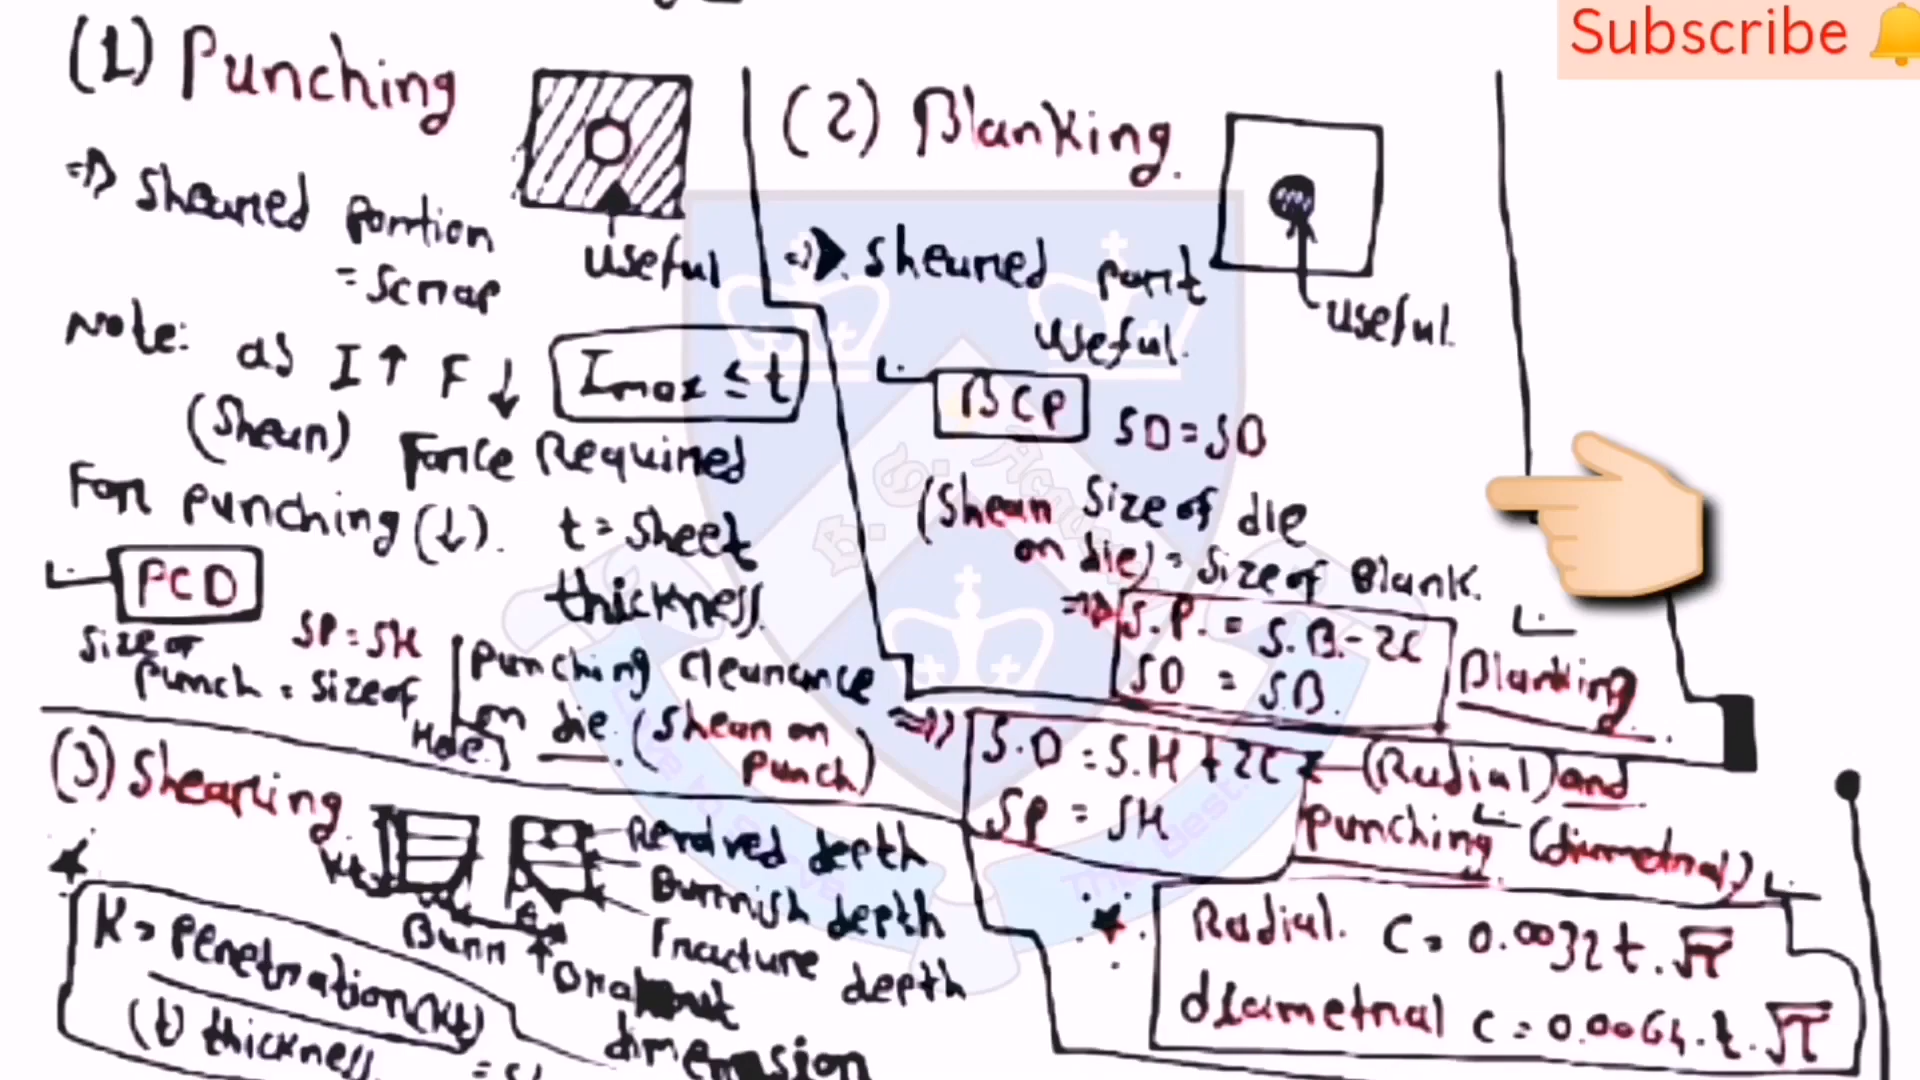 Subscribe
(1) Punching
=> Sheared portion
= Scrap
useful
Note: as I↑ F↓
Imax ≤ t
(Shear) Force Required
For punching (↓).
t = sheet
thickness.
PCD
SP = SH
Size of
punch = size of
Hole
punching clearance
on die. (Shear on
punch)
(2) Blanking.
=> Sheared part
useful.
useful.
BCP
SD = SB
(Shear Size of die
on die) = Size of Blank.
=> S.P. = S.B. - 2C
SD = S.B.
Blanking.
=> S.D = S.H + 2C
SP = SH
(Radial) and
punching (diametral)
Radial. C = 0.0032 t.√τ
diametral C = 0.0064.t.√τ
(3) Shearing.
depth
Burnish depth
Fracture depth
Burr
dimension
K = penetration (Kt)
(t) thickness.
B. S. Academy